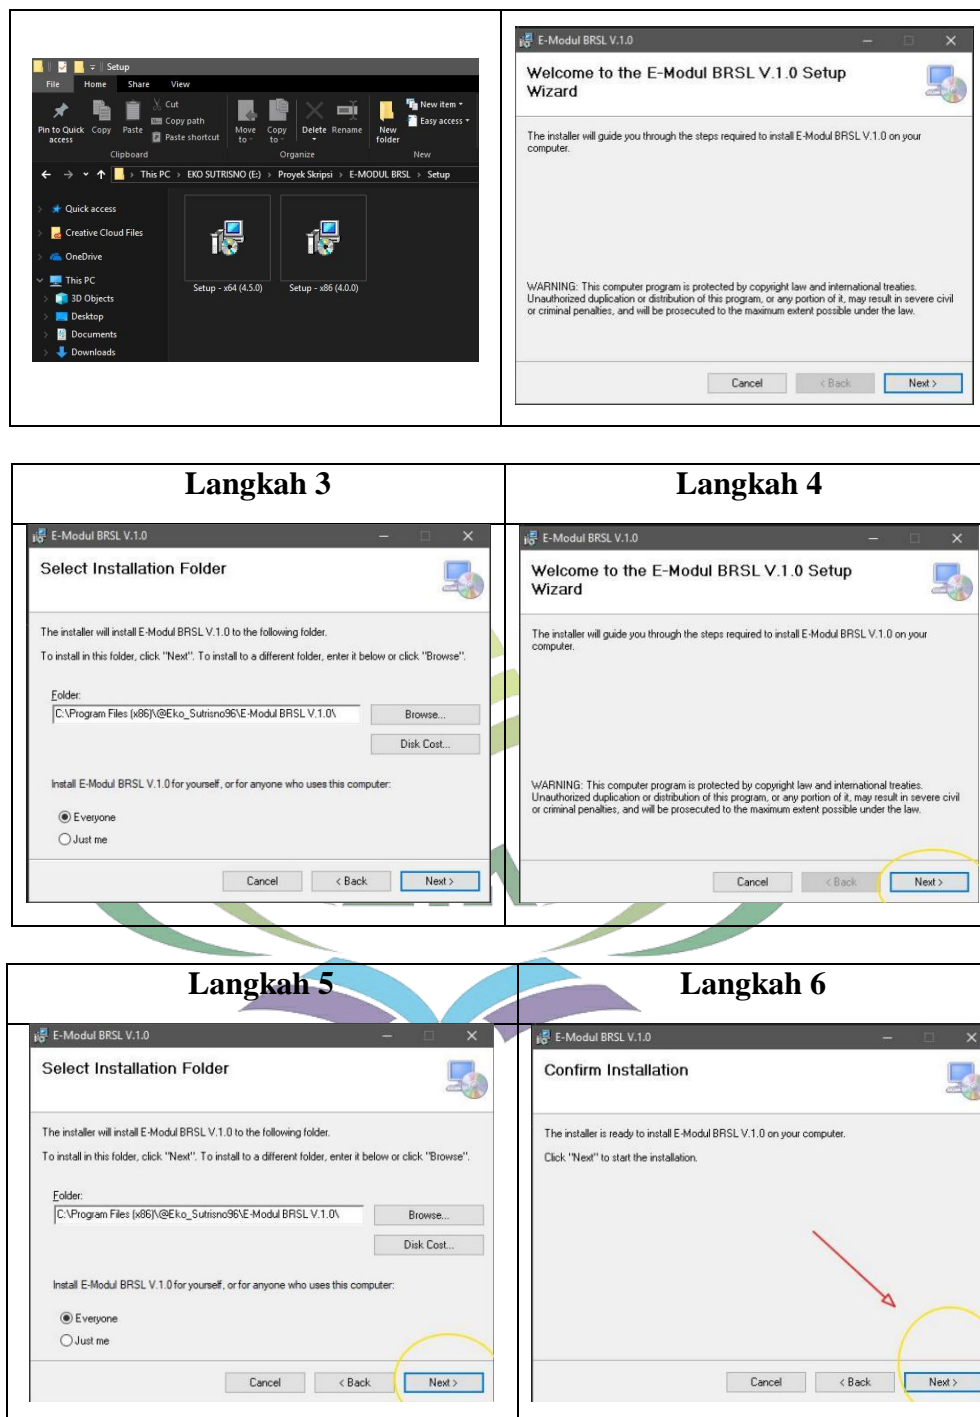 Setup
File Home Share View
Pin to Quick access
Copy
Paste
Cut
Copy path
Paste shortcut
Move to
Copy to
Delete
Rename
New folder
New item
Easy access
Clipboard Organize New
This PC > EKO SUTRISNO (E:) > Proyek Skripsi > E-MODUL BRSL > Setup
Quick access
Creative Cloud Files
OneDrive
This PC
3D Objects
Desktop
Documents
Downloads
Setup - x64 (4.5.0)
Setup - x86 (4.0.0)
E-Modul BRSL V.1.0
Welcome to the E-Modul BRSL V.1.0 Setup
Wizard
The installer will guide you through the steps required to install E-Modul BRSL V.1.0 on your
computer.
WARNING: This computer program is protected by copyright law and international treaties.
Unauthorized duplication or distribution of this program, or any portion of it, may result in severe civil
or criminal penalties, and will be prosecuted to the maximum extent possible under the law.
Cancel < Back Next >
Langkah 3
E-Modul BRSL V.1.0
Select Installation Folder
The installer will install E-Modul BRSL V.1.0 to the following folder.
To install in this folder, click "Next". To install to a different folder, enter it below or click "Browse".
Folder:
C:\Program Files (x86)\@Eko_Sutrisno96\E-Modul BRSL V.1.0\
Browse...
Disk Cost...
Install E-Modul BRSL V.1.0 for yourself, or for anyone who uses this computer:
Everyone
Just me
Cancel < Back Next >
Langkah 4
E-Modul BRSL V.1.0
Welcome to the E-Modul BRSL V.1.0 Setup
Wizard
The installer will guide you through the steps required to install E-Modul BRSL V.1.0 on your
computer.
WARNING: This computer program is protected by copyright law and international treaties.
Unauthorized duplication or distribution of this program, or any portion of it, may result in severe civil
or criminal penalties, and will be prosecuted to the maximum extent possible under the law.
Cancel < Back Next >
Langkah 5
E-Modul BRSL V.1.0
Select Installation Folder
The installer will install E-Modul BRSL V.1.0 to the following folder.
To install in this folder, click "Next". To install to a different folder, enter it below or click "Browse".
Folder:
C:\Program Files (x86)\@Eko_Sutrisno96\E-Modul BRSL V.1.0\
Browse...
Disk Cost...
Install E-Modul BRSL V.1.0 for yourself, or for anyone who uses this computer:
Everyone
Just me
Cancel < Back Next >
Langkah 6
E-Modul BRSL V.1.0
Confirm Installation
The installer is ready to install E-Modul BRSL V.1.0 on your computer.
Click "Next" to start the installation.
Cancel < Back Next >